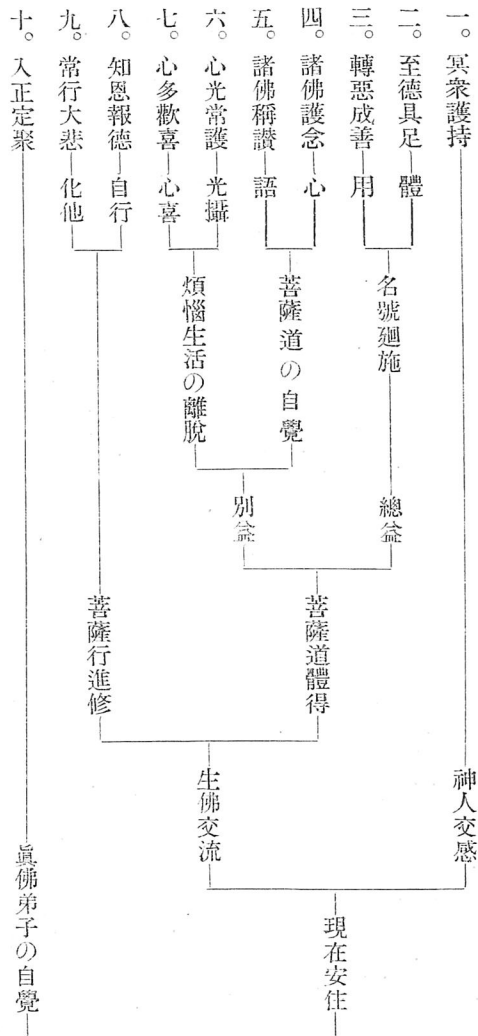 一。冥衆護持
神人交感
二。至德具足
體
三。轉惡成善
用
名號廻施
總益
四。諸佛護念
心
五。諸佛稱讚
語
菩薩道の自覺
六。心光常護
光攝
七。心多歡喜
心喜
煩惱生活の離脫
別益
菩薩道體得
八。知恩報德
自行
九。常行大悲
化他
菩薩行進修
生佛交流
現在安住
十。入正定聚
眞佛弟子の自覺